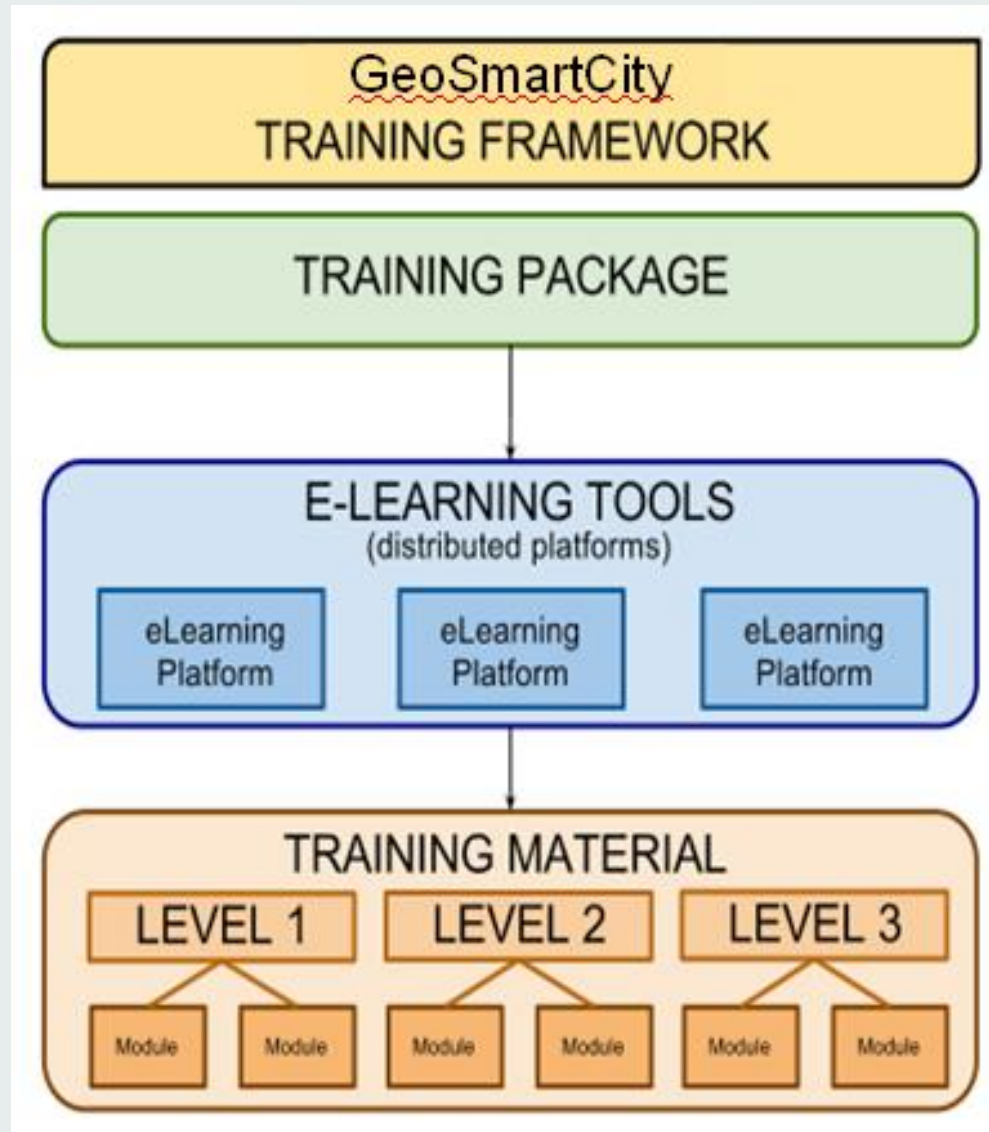 GeoSmartCity
TRAINING FRAMEWORK
TRAINING PACKAGE
E-LEARNING TOOLS
(distributed platforms)
eLearning
Platform
eLearning
Platform
eLearning
Platform
TRAINING MATERIAL
LEVEL 1
LEVEL 2
LEVEL 3
Module
Module
Module
Module
Module
Module